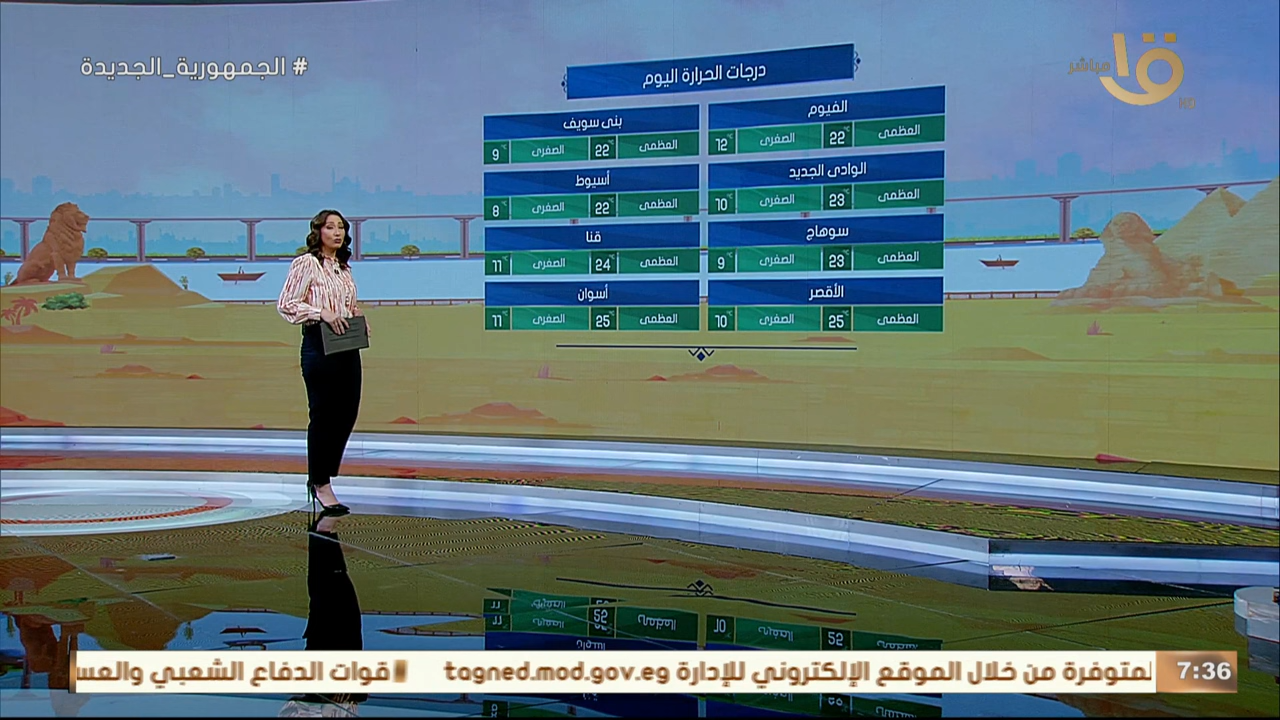 # الجمهورية_الجديدة
مباشر
HD
درجات الحرارة اليوم
الفيوم
العظمى 22 °C الصغرى 12 °C
بنى سويف
العظمى 22 °C الصغرى 9 °C
الوادى الجديد
العظمى 23 °C الصغرى 10 °C
أسيوط
العظمى 22 °C الصغرى 8 °C
سوهاج
العظمى 23 °C الصغرى 9 °C
قنا
العظمى 24 °C الصغرى 11 °C
الأقصر
العظمى 25 °C الصغرى 10 °C
أسوان
العظمى 25 °C الصغرى 11 °C
لمتوفرة من خلال الموقع الإلكتروني للإدارة tagned.mod.gov.eg قوات الدفاع الشعبي والعس
7:36